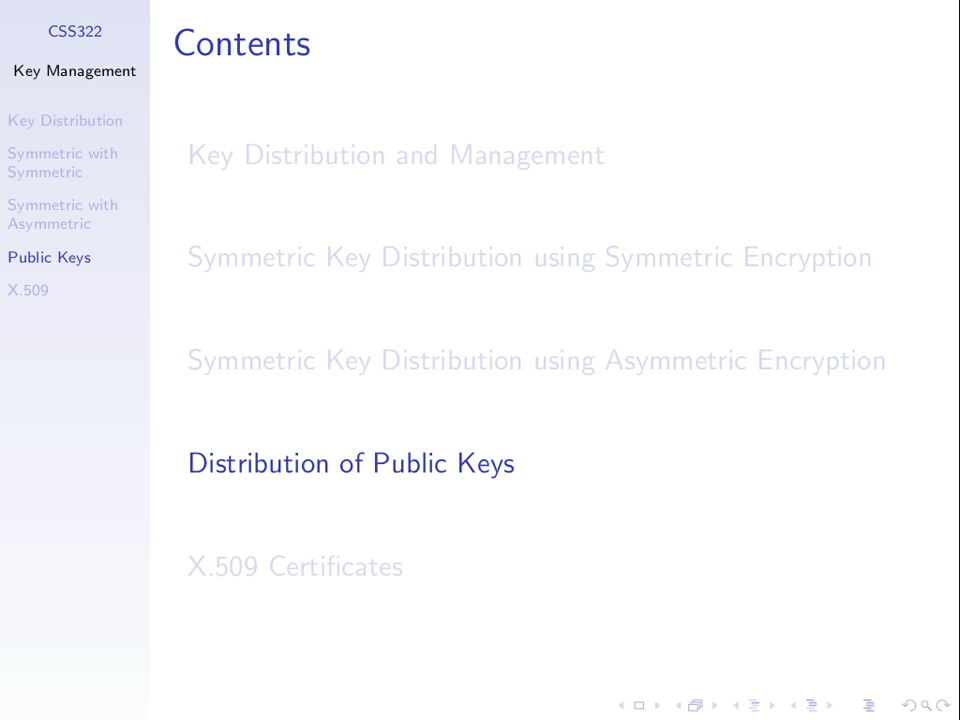 CSS322
Key Management
Key Distribution
Symmetric with
Symmetric
Symmetric with
Asymmetric
Public Keys
X.509
Contents
Key Distribution and Management
Symmetric Key Distribution using Symmetric Encryption
Symmetric Key Distribution using Asymmetric Encryption
Distribution of Public Keys
X.509 Certificates